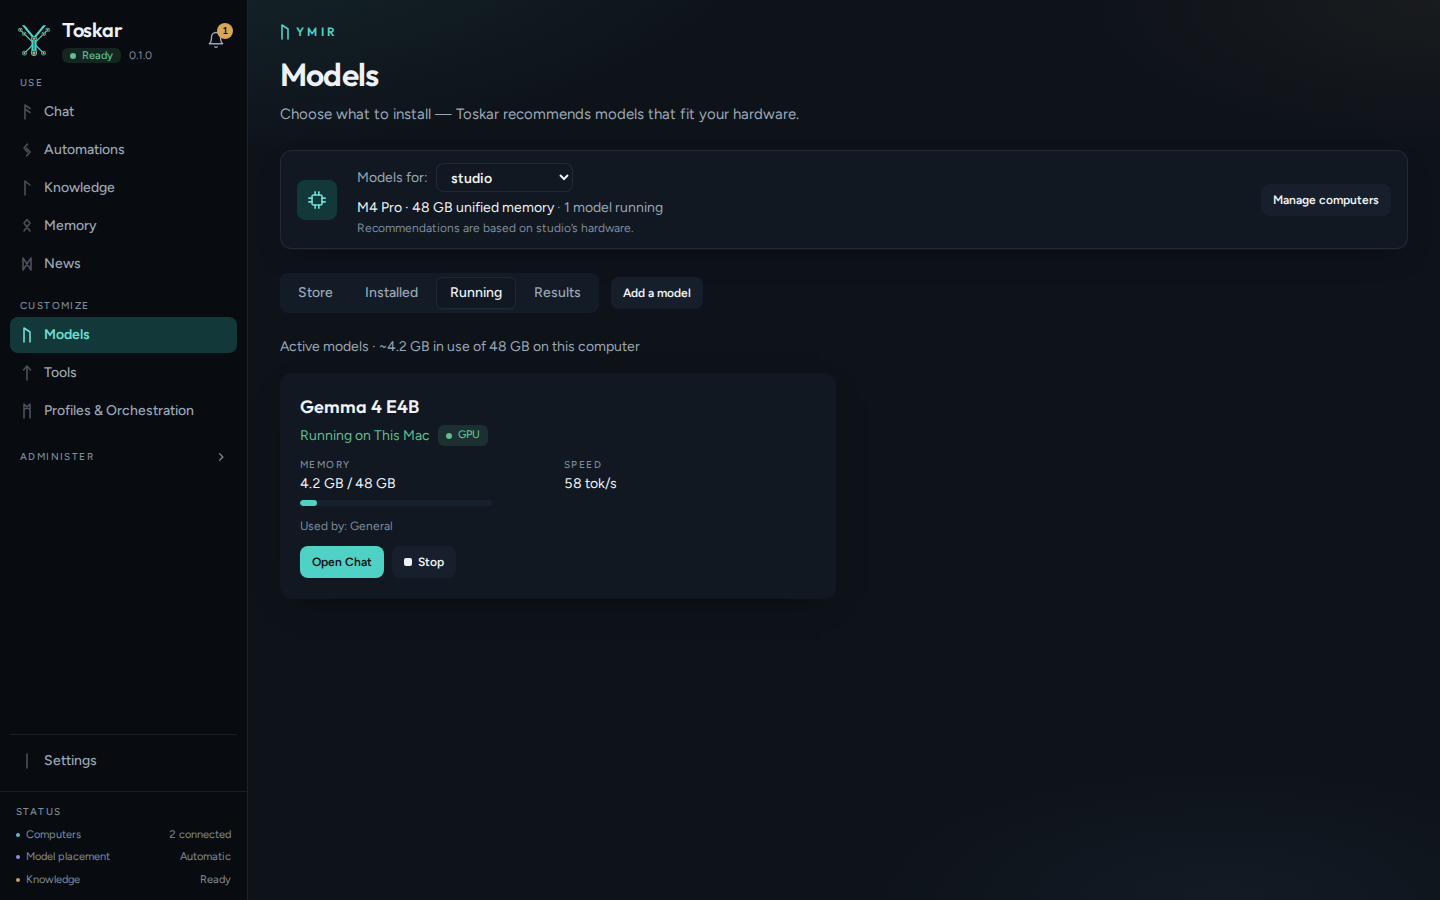 Toskar
1
Ready 0.1.0
USE
Chat
Automations
Knowledge
Memory
News
CUSTOMIZE
Models
Tools
Profiles & Orchestration
ADMINISTER
Settings
STATUS
Computers 2 connected
Model placement Automatic
Knowledge Ready
YMIR
Models
Choose what to install — Toskar recommends models that fit your hardware.
Models for: studio
M4 Pro · 48 GB unified memory · 1 model running
Recommendations are based on studio's hardware.
Manage computers
Store Installed Running Results Add a model
Active models · ~4.2 GB in use of 48 GB on this computer
Gemma 4 E4B
Running on This Mac GPU
MEMORY SPEED
4.2 GB / 48 GB 58 tok/s
Used by: General
Open Chat Stop